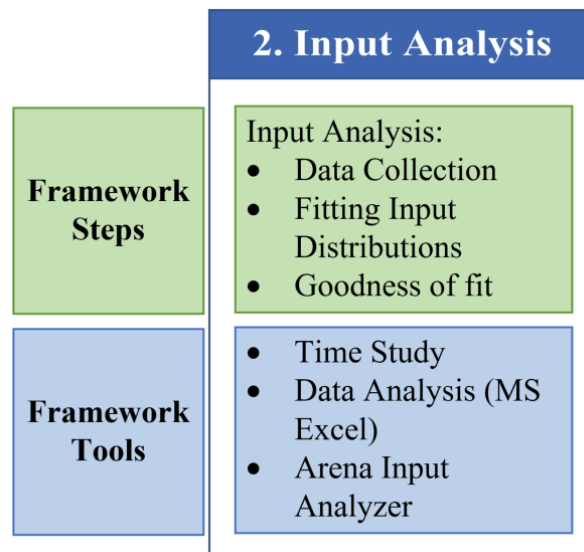 2. Input Analysis
Framework
Steps
Input Analysis:
• Data Collection
• Fitting Input
Distributions
• Goodness of fit
Framework
Tools
• Time Study
• Data Analysis (MS
Excel)
• Arena Input
Analyzer